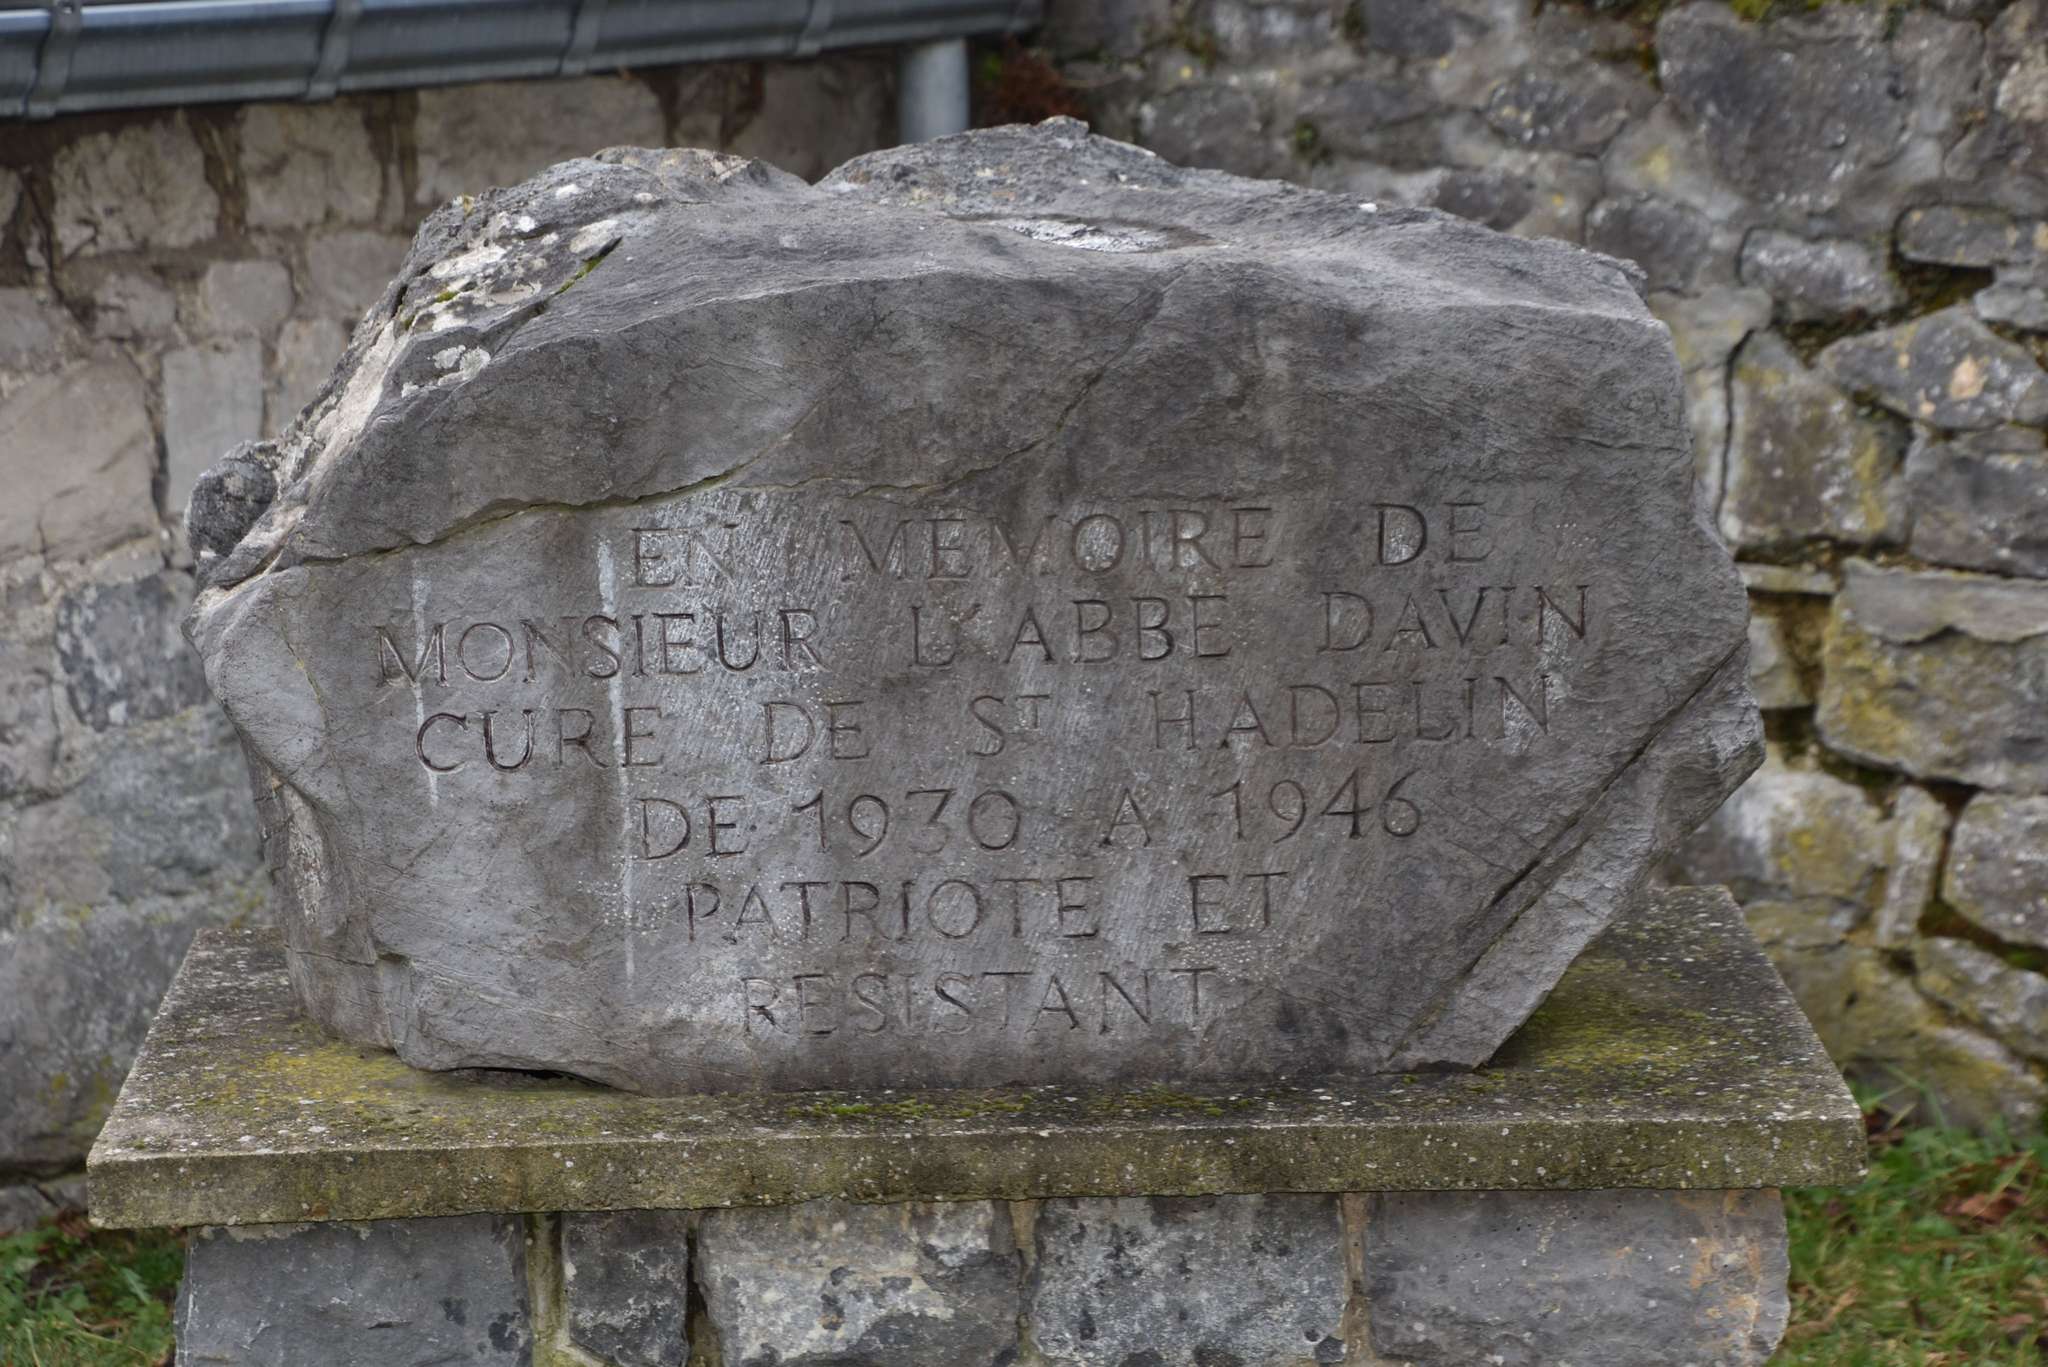 EN MEMOIRE DE
MONSIEUR L'ABBE DAVIN
CURE DE ST HADELIN
DE 1930 A 1946
PATRIOTE ET
RESISTANT